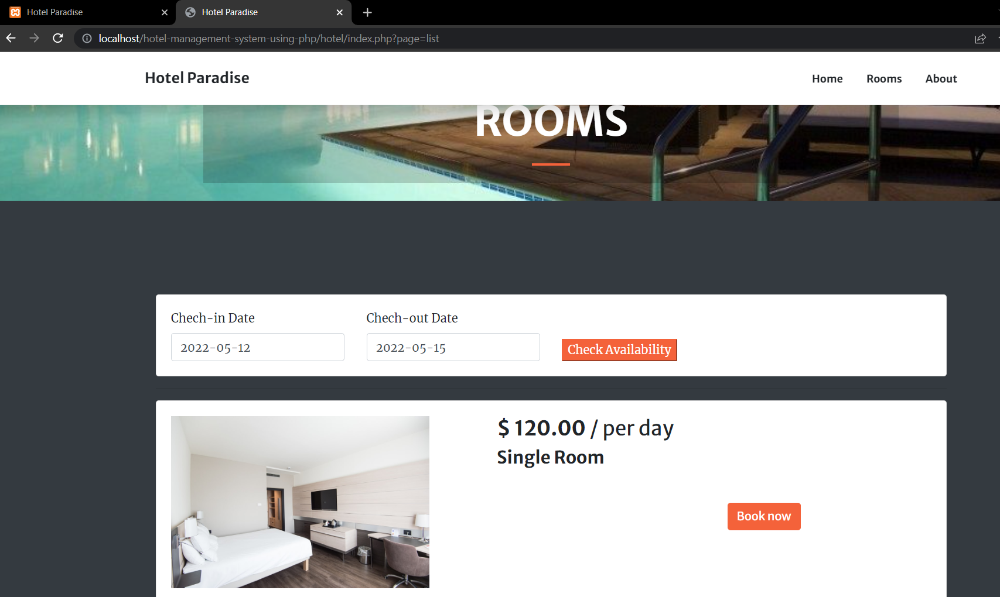 Hotel Paradise
Hotel Paradise
localhost/hotel-management-system-using-php/hotel/index.php?page=list
Hotel Paradise
Home Rooms About
ROOMS
Chech-in Date Chech-out Date
2022-05-12 2022-05-15 Check Availability
$ 120.00 / per day
Single Room
Book now